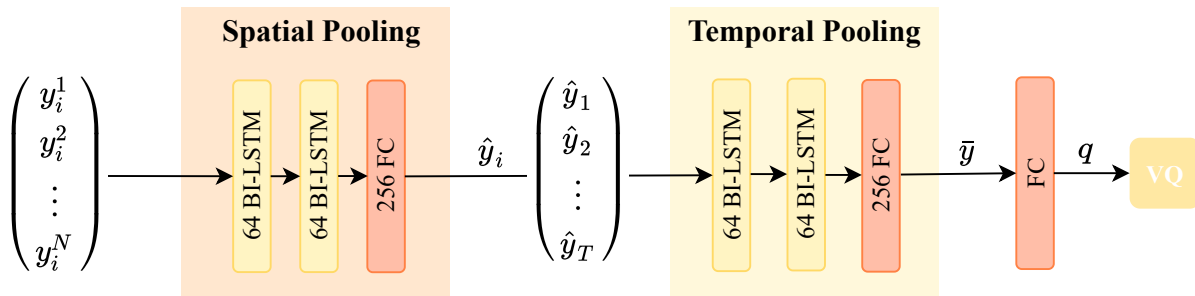 Spatial Pooling
Temporal Pooling
y_i^1
y_i^2
⋮
y_i^N
64 BI-LSTM
64 BI-LSTM
256 FC
ŷ_i
ŷ_1
ŷ_2
⋮
ŷ_T
64 BI-LSTM
64 BI-LSTM
256 FC
ȳ
FC
q
VQ